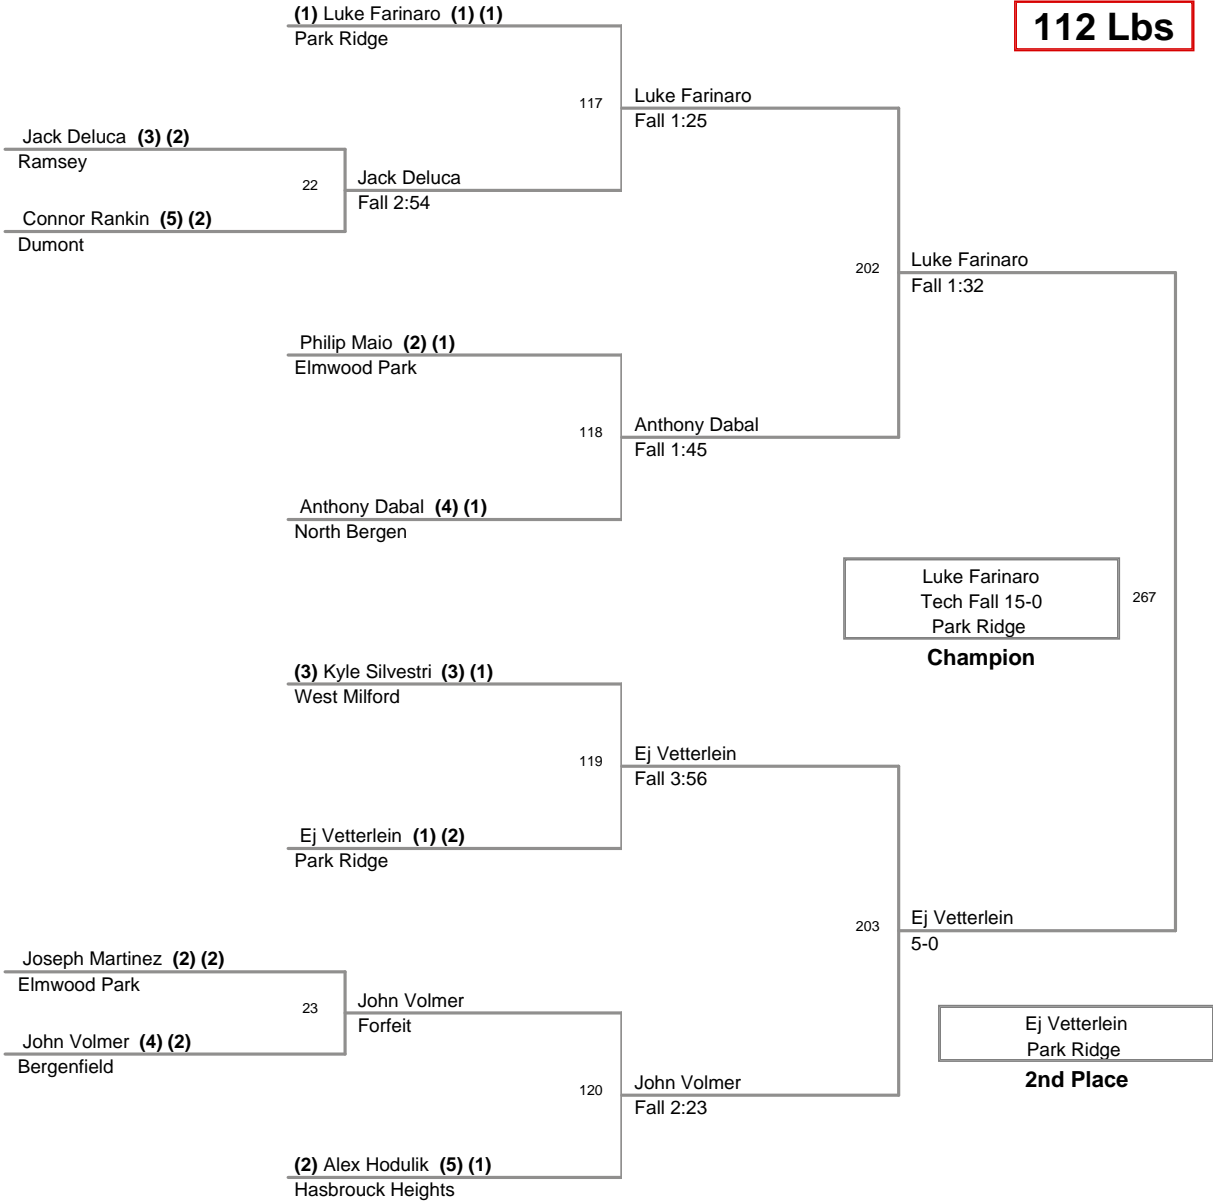 (1) Luke Farinaro (1) (1)
Park Ridge
112 Lbs
117
Luke Farinaro
Fall 1:25
Jack Deluca (3) (2)
Ramsey
22
Jack Deluca
Fall 2:54
Connor Rankin (5) (2)
Dumont
202
Luke Farinaro
Fall 1:32
Philip Maio (2) (1)
Elmwood Park
118
Anthony Dabal
Fall 1:45
Anthony Dabal (4) (1)
North Bergen
Luke Farinaro
Tech Fall 15-0
Park Ridge
267
Champion
(3) Kyle Silvestri (3) (1)
West Milford
119
Ej Vetterlein
Fall 3:56
Ej Vetterlein (1) (2)
Park Ridge
203
Ej Vetterlein
5-0
Joseph Martinez (2) (2)
Elmwood Park
23
John Volmer
Forfeit
John Volmer (4) (2)
Bergenfield
Ej Vetterlein
Park Ridge
2nd Place
120
John Volmer
Fall 2:23
(2) Alex Hodulik (5) (1)
Hasbrouck Heights